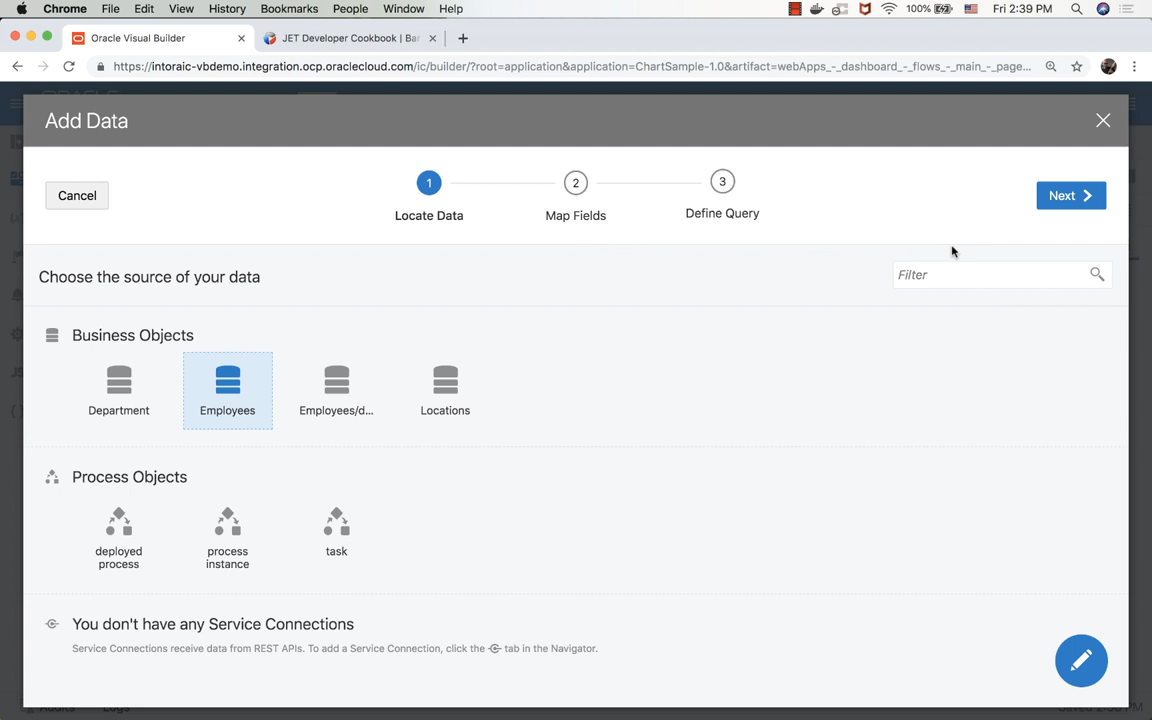 Chrome File Edit View History Bookmarks People Window Help 100% Fri 2:39 PM
Oracle Visual Builder JET Developer Cookbook | Bar
https://intoraic-vbdemo.integration.ocp.oraclecloud.com/ic/builder/?root=application&application=ChartSample-1.0&artifact=webApps_-_dashboard_-_flows_-_main_-_page...
Add Data
Cancel 1 2 3 Next
Locate Data Map Fields Define Query
Choose the source of your data Filter
Business Objects
Department Employees Employees/d... Locations
Process Objects
deployed process instance task
process
You don't have any Service Connections
Service Connections receive data from REST APIs. To add a Service Connection, click the tab in the Navigator.
Audits Logs